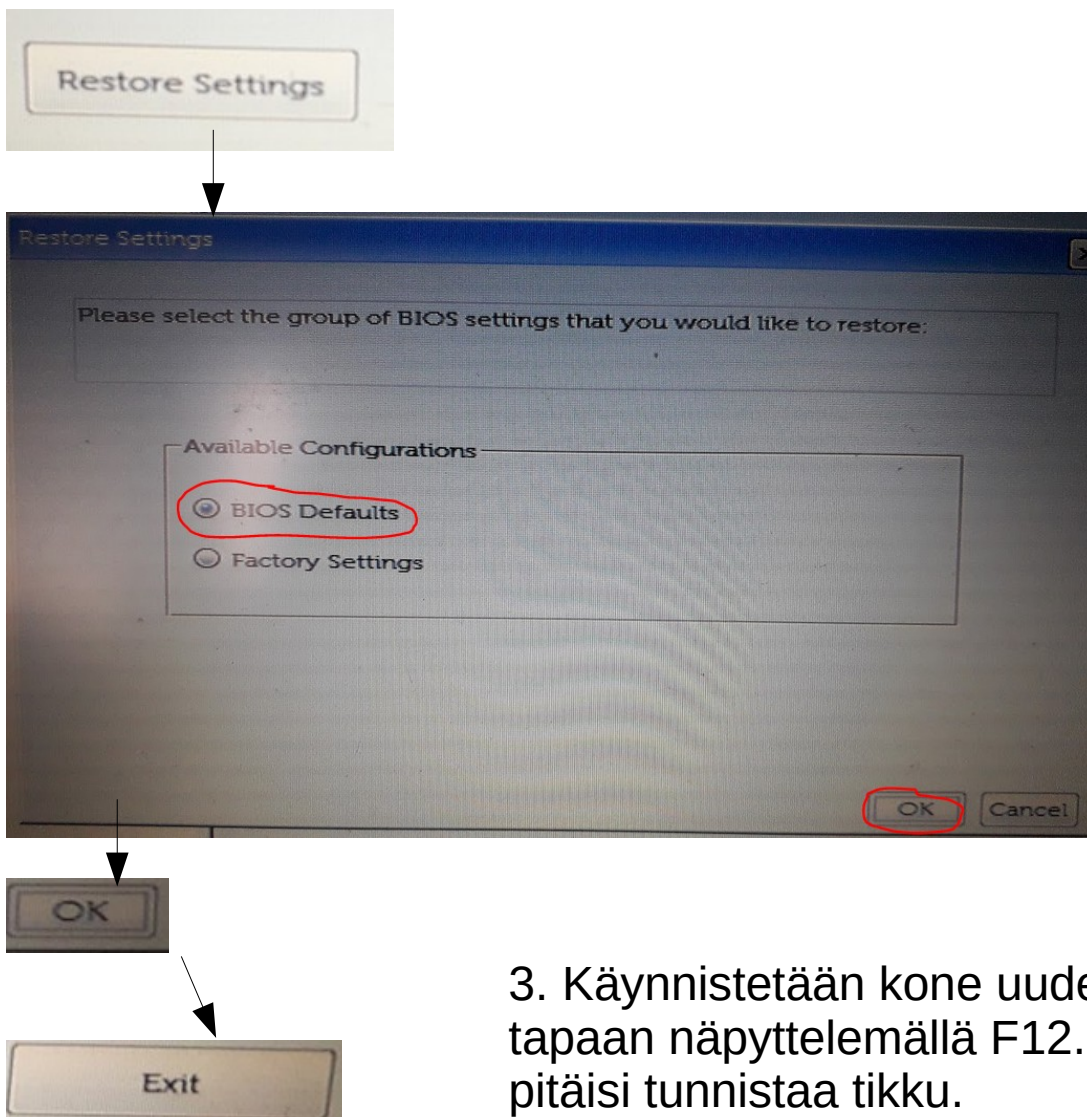 Restore Settings
Restore Settings
Please select the group of BIOS settings that you would like to restore:
Available Configurations
BIOS Defaults
Factory Settings
OK
Cancel
OK
Exit
3. Käynnistetään kone uude
tapaan näpyttelemällä F12.
pitäisi tunnistaa tikku.